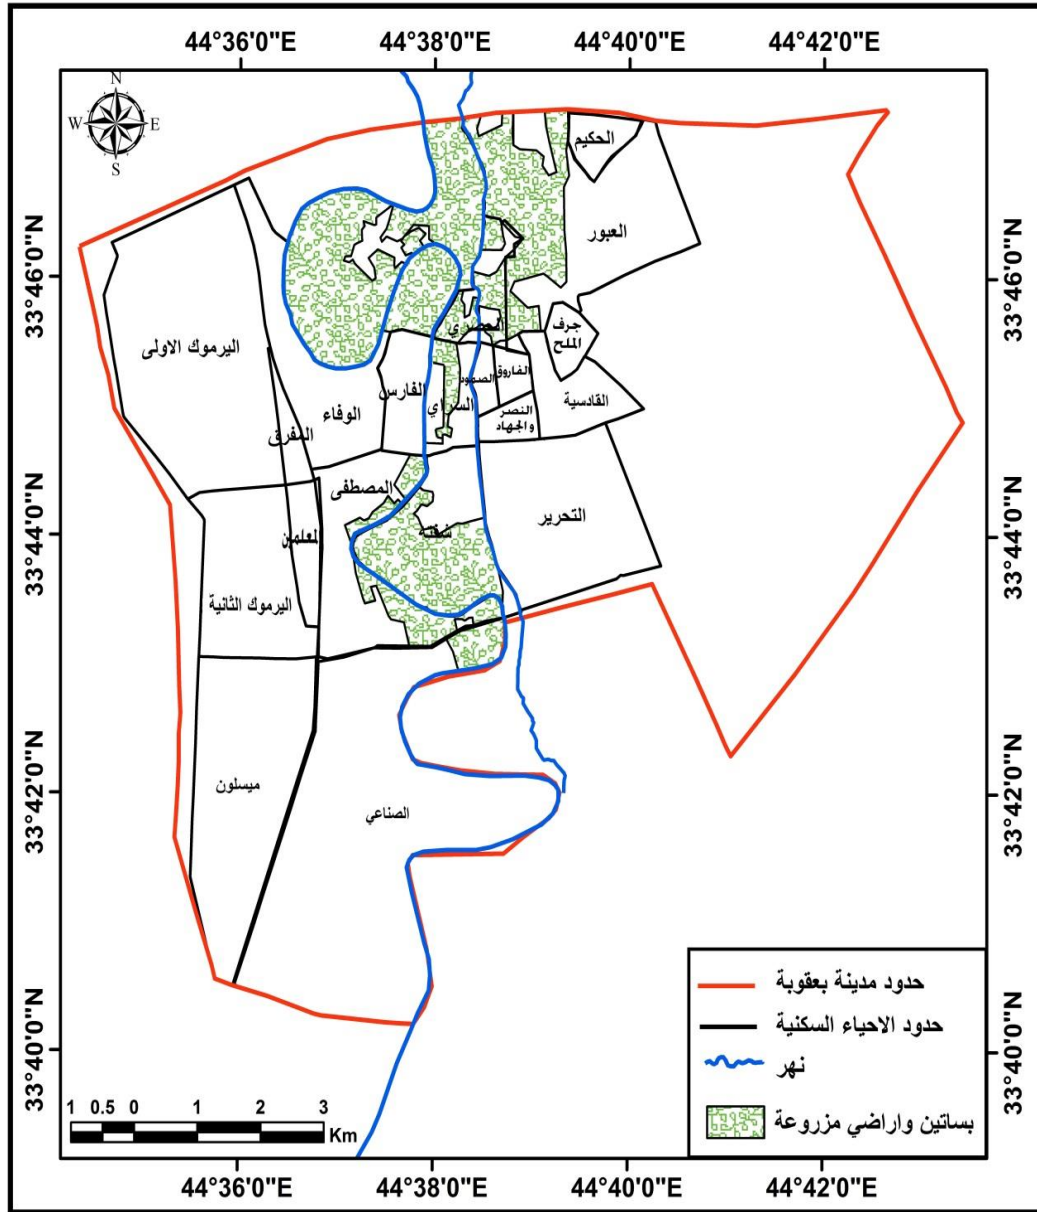 44°36'0"E
44°38'0"E
44°40'0"E
44°42'0"E
N
W
E
S
الحكيم
العبور
33°46'0"N
33°46'0"N
الحصري
جرف
الملح
اليرموك الاولى
الفاروق
الصمود
الفارس
السراي
القادسية
الوفاء
النصر
والجهاد
المفرق
المصطفى
33°44'0"N
33°44'0"N
التحرير
شفتة
المعلمين
اليرموك الثانية
33°42'0"N
33°42'0"N
ميسلون
الصناعي
حدود مدينة بعقوبة
حدود الاحياء السكنية
نهر
بساتين واراضي مزروعة
33°40'0"N
33°40'0"N
1 0.5 0 1 2 3
Km
44°36'0"E
44°38'0"E
44°40'0"E
44°42'0"E